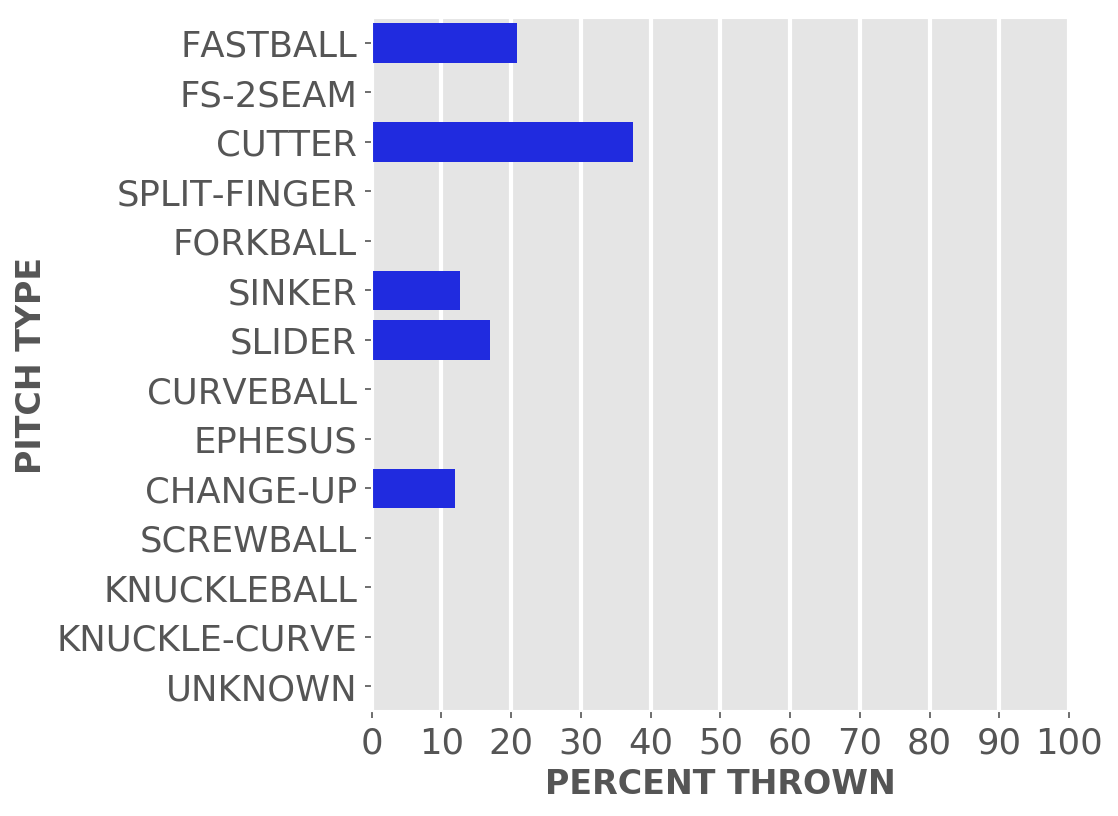 FASTBALL
FS-2SEAM
CUTTER
SPLIT-FINGER
FORKBALL
SINKER
SLIDER
CURVEBALL
EPHESUS
CHANGE-UP
SCREWBALL
KNUCKLEBALL
KNUCKLE-CURVE
UNKNOWN
PITCH TYPE
0 10 20 30 40 50 60 70 80 90 100
PERCENT THROWN